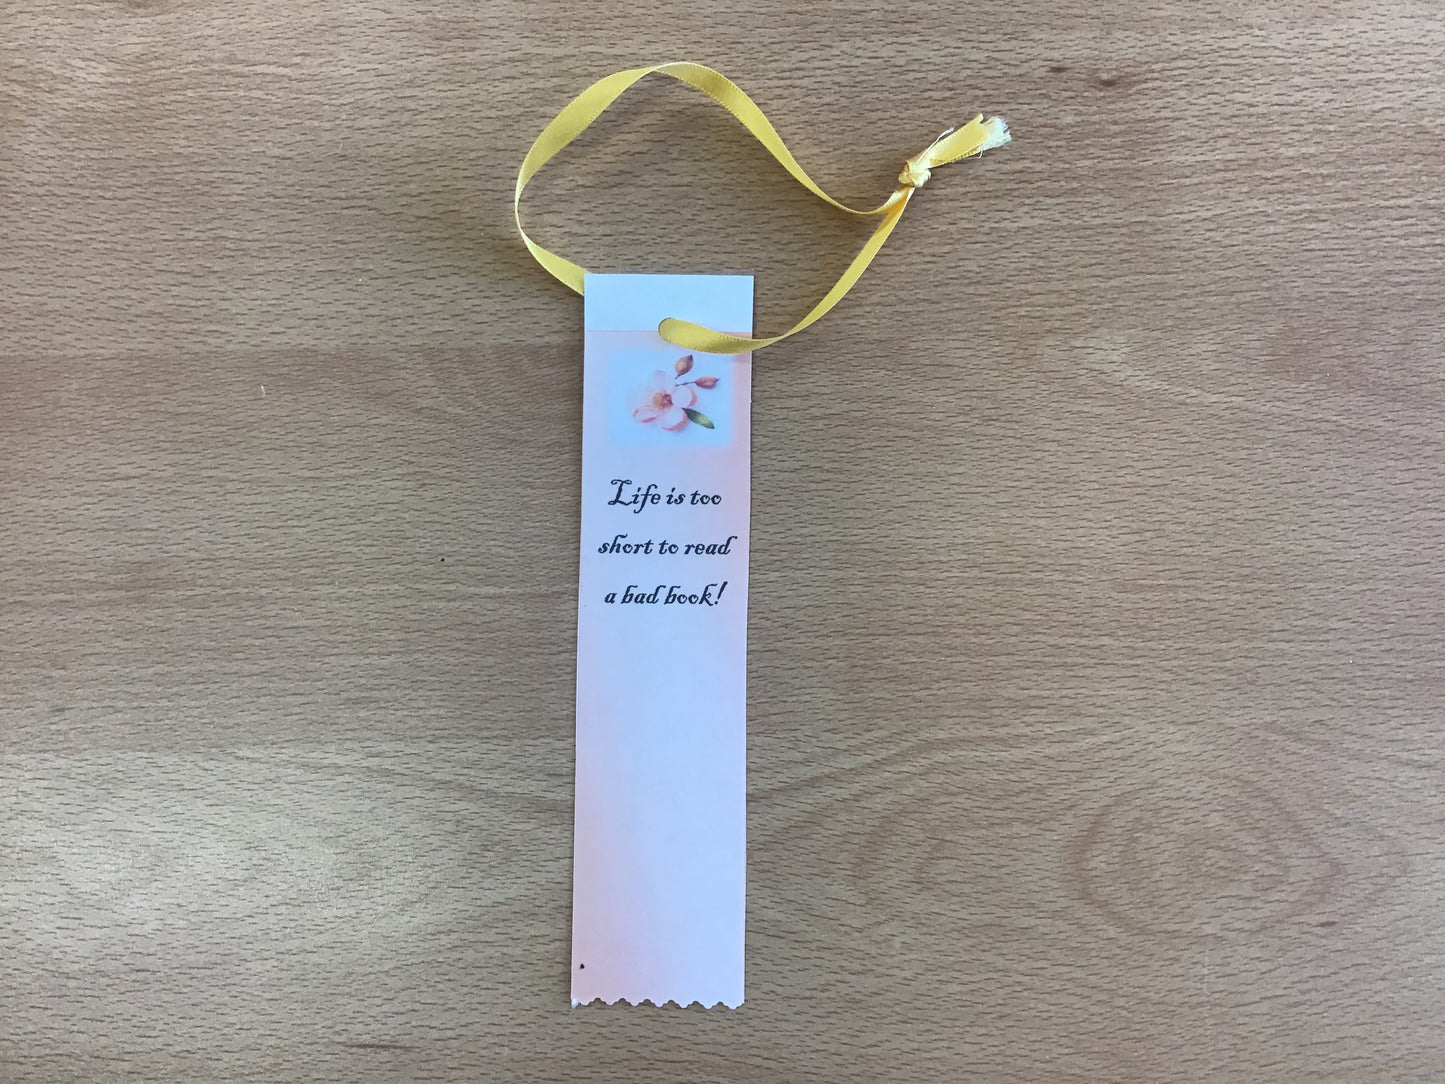 Life is too
short to read
a bad book!